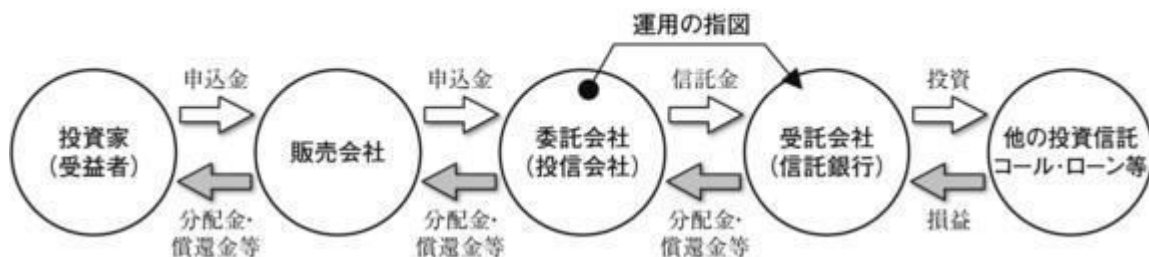 運用の指図
申込金
申込金
信託金
投資
投資家
(受益者)
販売会社
委託会社
(投信会社)
受託会社
(信託銀行)
他の投資信託
コール・ローン等
分配金・
償還金等
分配金・
償還金等
分配金・
償還金等
損益